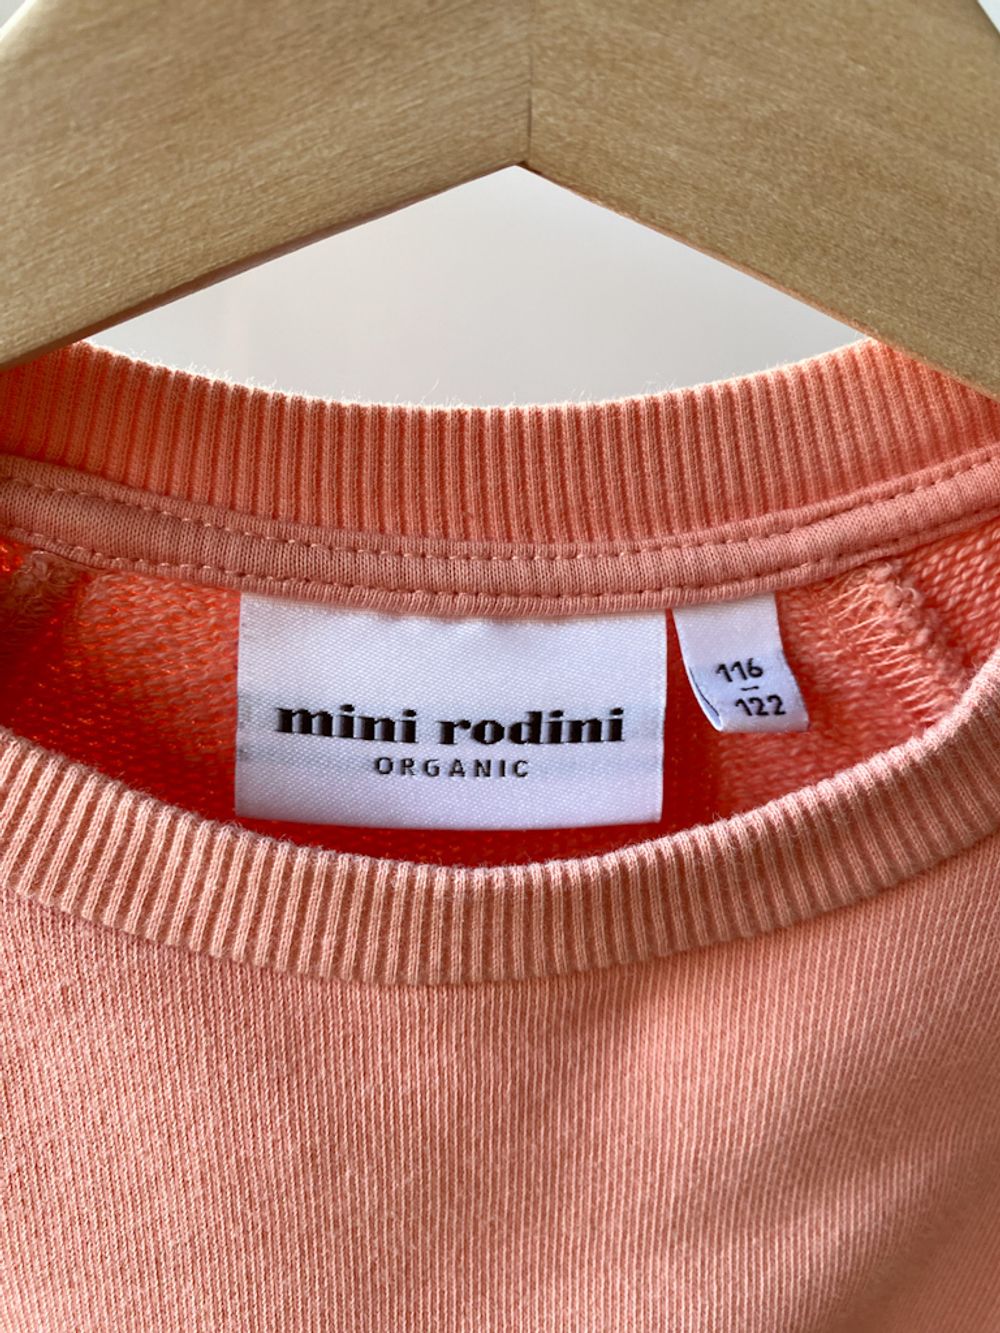 mini rodini
ORGANIC
116
122